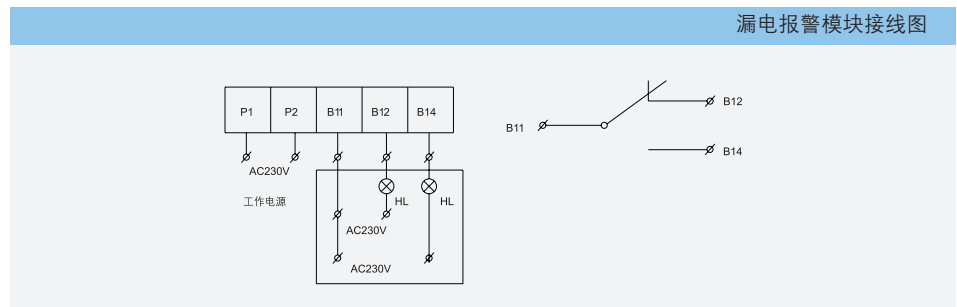 漏电报警模块接线图
P1 P2 B11 B12 B14
AC230V
工作电源
HL HL
AC230V
AC230V
B12
B11
B14